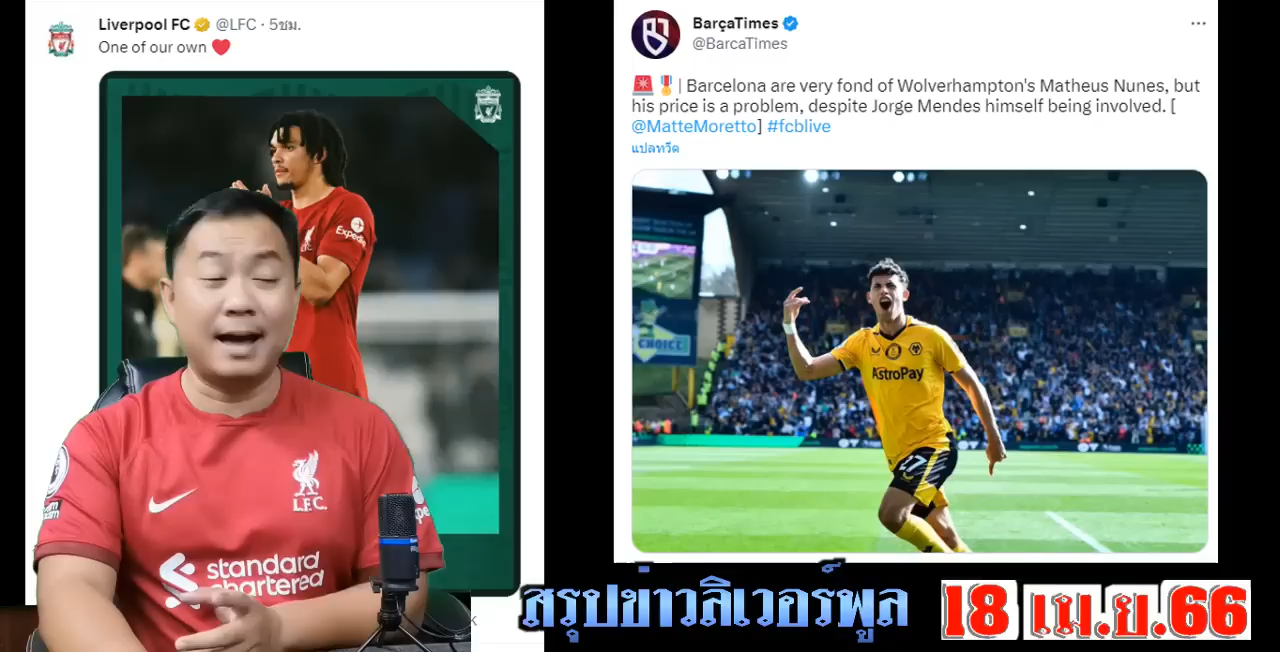 Liverpool FC @LFC · 5ชม.
One of our own
BarçaTimes
@BarcaTimes
| Barcelona are very fond of Wolverhampton's Matheus Nunes, but
his price is a problem, despite Jorge Mendes himself being involved. [
@MatteMoretto] #fcblive
แปลทวีต
Expedia
CHOICE
AstroPay
27
L.F.C.
standard
chartered
สรุปข่าวลิเวอร์พูล
18 เม.ย.66